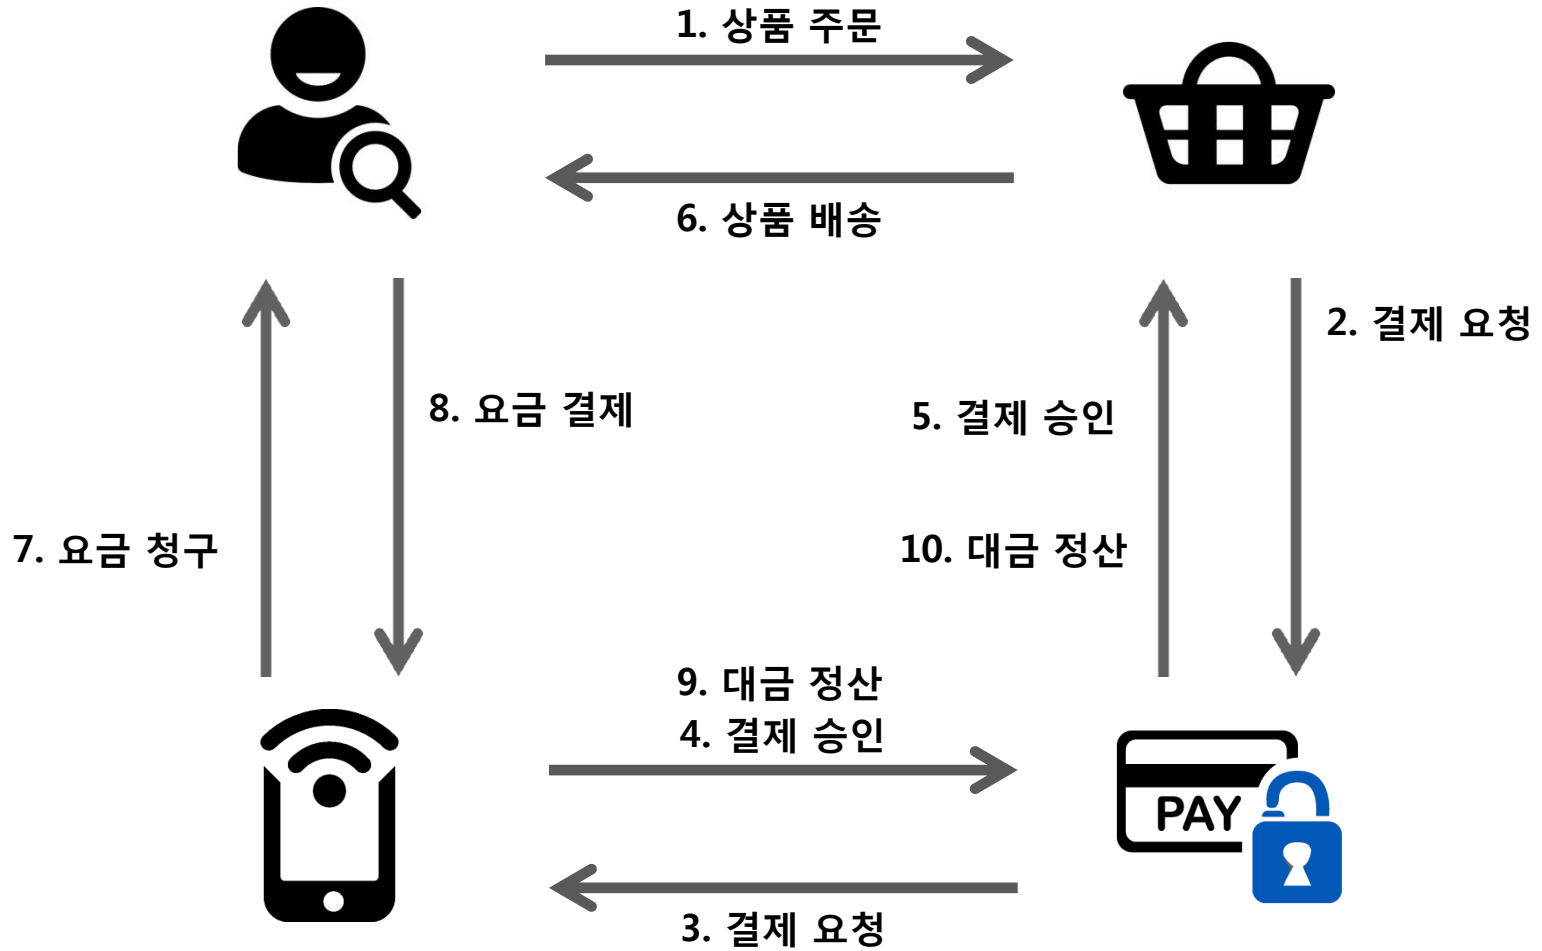 1. 상품 주문
6. 상품 배송
2. 결제 요청
8. 요금 결제
5. 결제 승인
7. 요금 청구
10. 대금 정산
9. 대금 정산
4. 결제 승인
PAY
3. 결제 요청